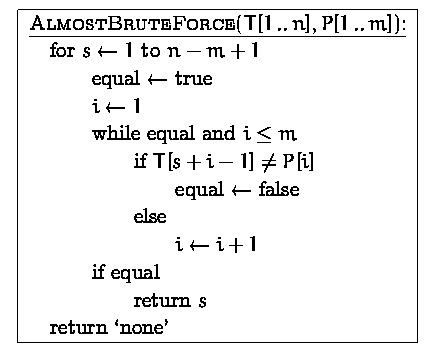 ALMOSTBRUTEFORCE(T[1 .. n], P[1 .. m]):
for s ← 1 to n − m + 1
equal ← true
i ← 1
while equal and i ≤ m
if T[s + i − 1] ≠ P[i]
equal ← false
else
i ← i + 1
if equal
return s
return ‘none’